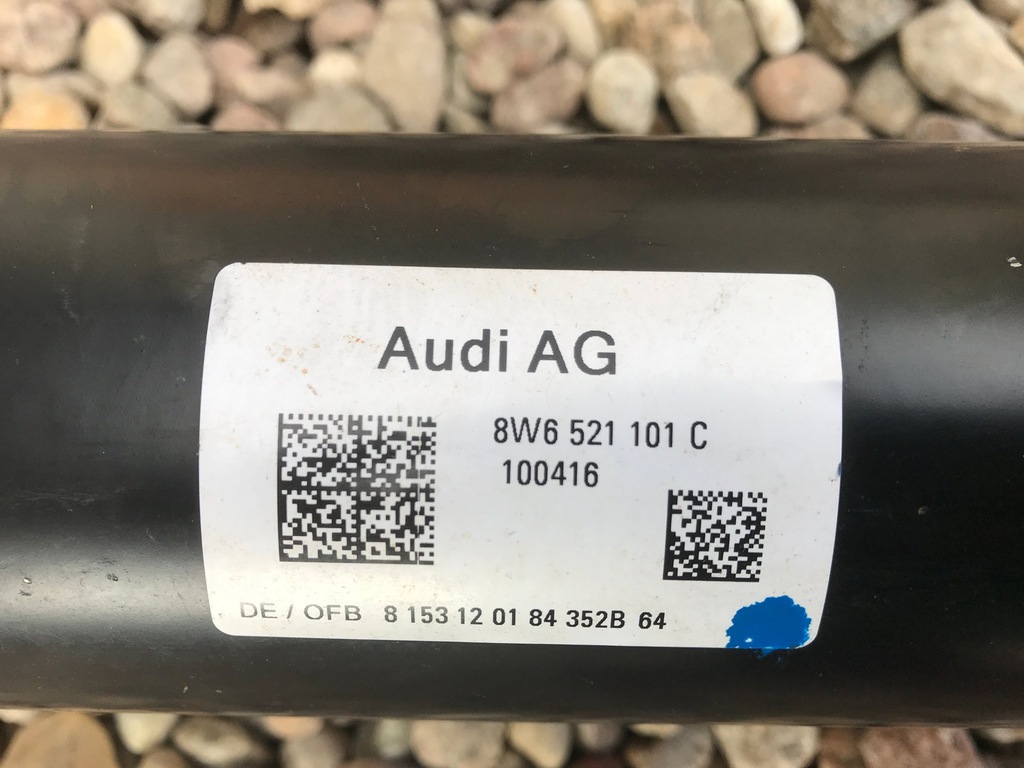 Audi AG
8W6 521 101 C
100416
DE / OFB 8 153 12 01 84 352B 64